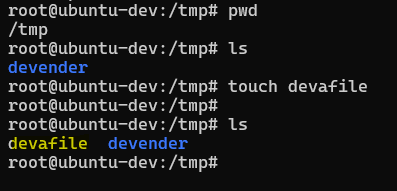 root@ubuntu-dev:/tmp# pwd
/tmp
root@ubuntu-dev:/tmp# ls
devender
root@ubuntu-dev:/tmp# touch devafile
root@ubuntu-dev:/tmp#
root@ubuntu-dev:/tmp# ls
devafile  devender
root@ubuntu-dev:/tmp#